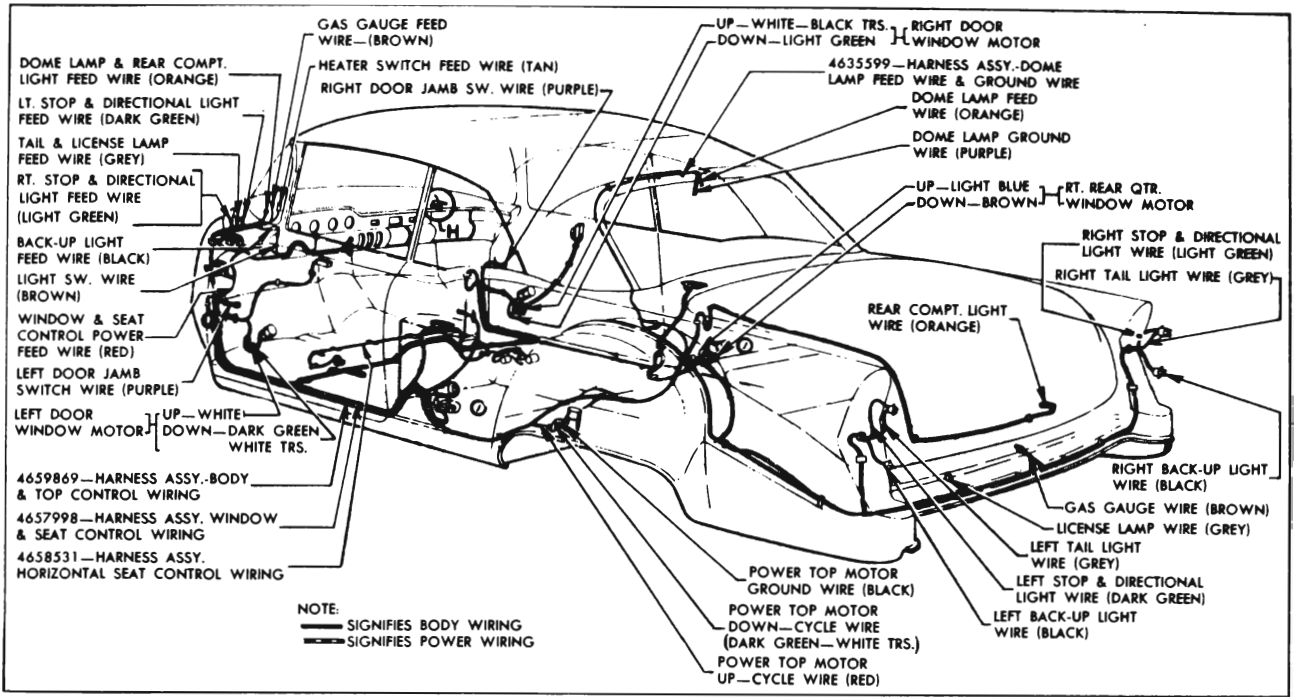 GAS GAUGE FEED
WIRE—(BROWN)
HEATER SWITCH FEED WIRE (TAN)
RIGHT DOOR JAMB SW. WIRE (PURPLE)
DOME LAMP & REAR COMPT.
LIGHT FEED WIRE (ORANGE)
LT. STOP & DIRECTIONAL LIGHT
FEED WIRE (DARK GREEN)
TAIL & LICENSE LAMP
FEED WIRE (GREY)
RT. STOP & DIRECTIONAL
LIGHT FEED WIRE
(LIGHT GREEN)
BACK-UP LIGHT
FEED WIRE (BLACK)
LIGHT SW. WIRE
(BROWN)
WINDOW & SEAT
CONTROL POWER
FEED WIRE (RED)
LEFT DOOR JAMB
SWITCH WIRE (PURPLE)
LEFT DOOR
WINDOW MOTOR
UP—WHITE
DOWN—DARK GREEN
WHITE TRS.
4659869—HARNESS ASSY.-BODY
& TOP CONTROL WIRING
4657998—HARNESS ASSY. WINDOW
& SEAT CONTROL WIRING
4658531—HARNESS ASSY.
HORIZONTAL SEAT CONTROL WIRING
NOTE:
SIGNIFIES BODY WIRING
SIGNIFIES POWER WIRING
UP—WHITE—BLACK TRS.
DOWN—LIGHT GREEN
RIGHT DOOR
WINDOW MOTOR
4635599—HARNESS ASSY.-DOME
LAMP FEED WIRE & GROUND WIRE
DOME LAMP FEED
WIRE (ORANGE)
DOME LAMP GROUND
WIRE (PURPLE)
UP—LIGHT BLUE
DOWN—BROWN
RT. REAR QTR.
WINDOW MOTOR
RIGHT STOP & DIRECTIONAL
LIGHT WIRE (LIGHT GREEN)
RIGHT TAIL LIGHT WIRE (GREY)
REAR COMPT. LIGHT
WIRE (ORANGE)
H
RIGHT BACK-UP LIGHT
WIRE (BLACK)
GAS GAUGE WIRE (BROWN)
LICENSE LAMP WIRE (GREY)
LEFT TAIL LIGHT
WIRE (GREY)
LEFT STOP & DIRECTIONAL
LIGHT WIRE (DARK GREEN)
LEFT BACK-UP LIGHT
WIRE (BLACK)
POWER TOP MOTOR
GROUND WIRE (BLACK)
POWER TOP MOTOR
DOWN—CYCLE WIRE
(DARK GREEN—WHITE TRS.)
POWER TOP MOTOR
UP—CYCLE WIRE (RED)